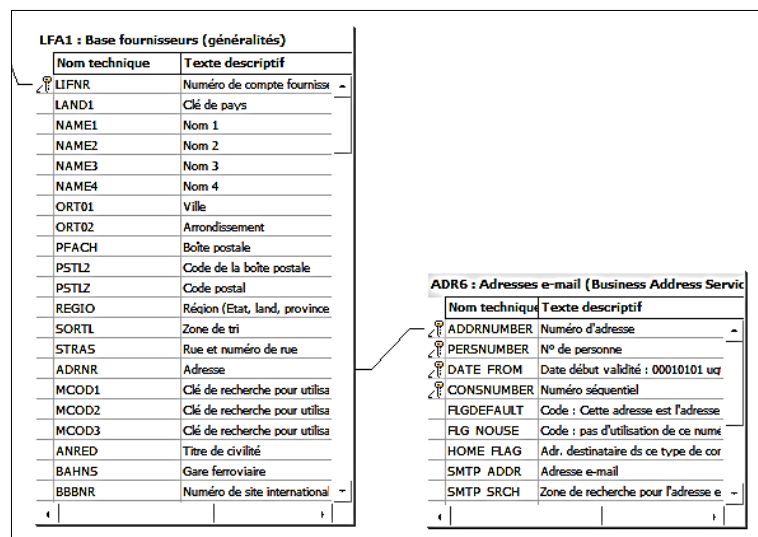 LFA1 : Base fournisseurs (généralités)
Nom technique Texte descriptif
LIFNR Numéro de compte fournisse
LAND1 Clé de pays
NAME1 Nom 1
NAME2 Nom 2
NAME3 Nom 3
NAME4 Nom 4
ORT01 Ville
ORT02 Arrondissement
PFACH Boîte postale
PSTL2 Code de la boîte postale
PSTLZ Code postal
REGIO Région (Etat, land, province
SORTL Zone de tri
STRAS Rue et numéro de rue
ADRNR Adresse
MCOD1 Clé de recherche pour utilisa
MCOD2 Clé de recherche pour utilisa
MCOD3 Clé de recherche pour utilisa
ANRED Titre de civilité
BAHNS Gare ferroviaire
BBBNR Numéro de site international
ADR6 : Adresses e-mail (Business Address Servic
Nom technique Texte descriptif
ADDRNUMBER Numéro d'adresse
PERSNUMBER Nº de personne
DATE FROM Date début validité : 00010101
CONSNUMBER Numéro séquentiel
FLGDEFAULT Code : Cette adresse est l'adresse
FLG NOUSE Code : pas d'utilisation de ce numé
HOME FLAG Adr. destinataire ds ce type de cor
SMTP ADDR Adresse e-mail
SMTP SRCH Zone de recherche pour l'adresse e